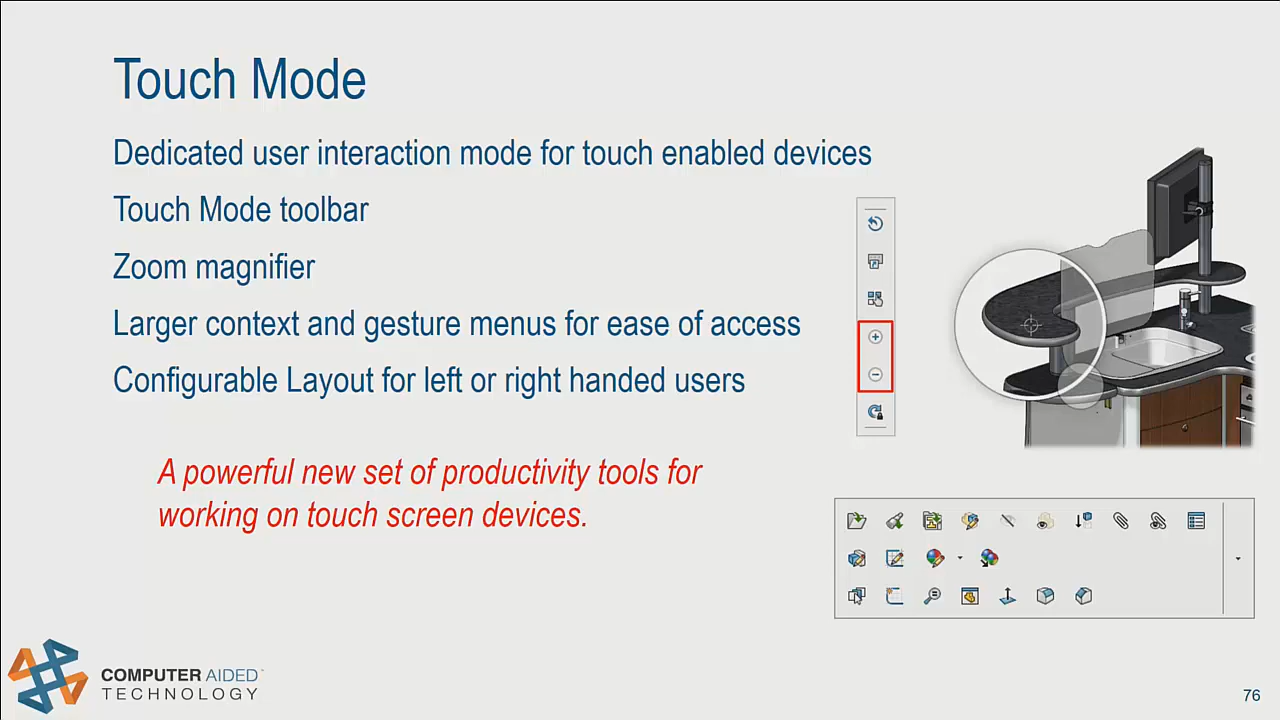 Touch Mode
Dedicated user interaction mode for touch enabled devices
Touch Mode toolbar
Zoom magnifier
Larger context and gesture menus for ease of access
Configurable Layout for left or right handed users
A powerful new set of productivity tools for
working on touch screen devices.
COMPUTER AIDED
TECHNOLOGY
76